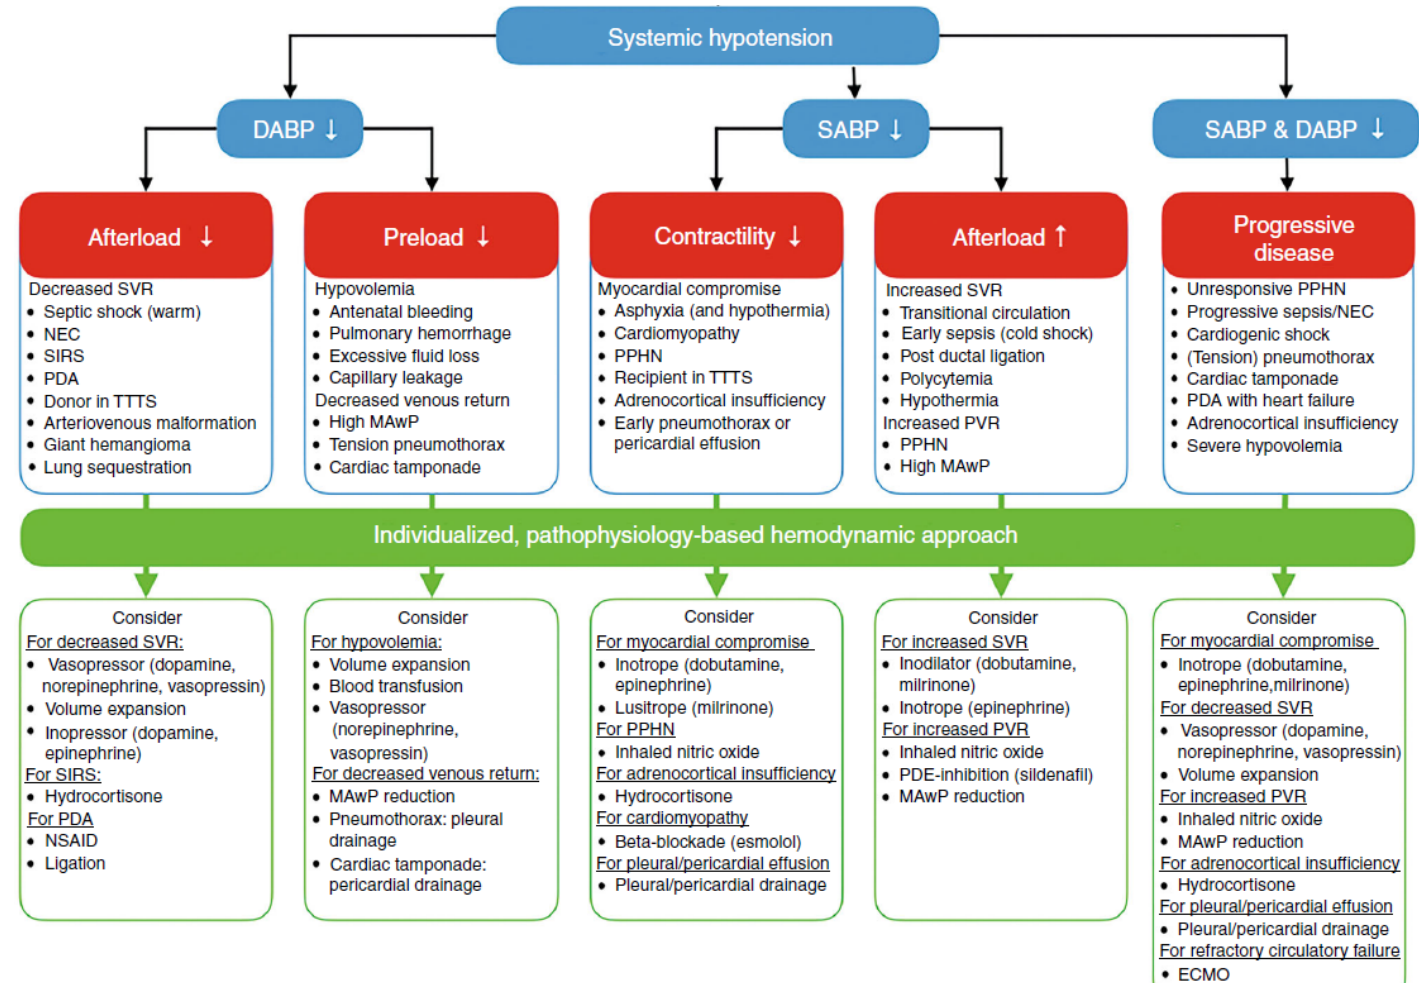 Systemic hypotension
DABP ↓
SABP ↓
SABP & DABP ↓
Afterload ↓
Decreased SVR
• Septic shock (warm)
• NEC
• SIRS
• PDA
• Donor in TTTS
• Arteriovenous malformation
• Giant hemangioma
• Lung sequestration
Preload ↓
Hypovolemia
• Antenatal bleeding
• Pulmonary hemorrhage
• Excessive fluid loss
• Capillary leakage
Decreased venous return
• High MAwP
• Tension pneumothorax
• Cardiac tamponade
Contractility ↓
Myocardial compromise
• Asphyxia (and hypothermia)
• Cardiomyopathy
• PPHN
• Recipient in TTTS
• Adrenocortical insufficiency
• Early pneumothorax or
pericardial effusion
Afterload ↑
Increased SVR
• Transitional circulation
• Early sepsis (cold shock)
• Post ductal ligation
• Polycytemia
• Hypothermia
Increased PVR
• PPHN
• High MAwP
Progressive
disease
• Unresponsive PPHN
• Progressive sepsis/NEC
• Cardiogenic shock
• (Tension) pneumothorax
• Cardiac tamponade
• PDA with heart failure
• Adrenocortical insufficiency
• Severe hypovolemia
Individualized, pathophysiology-based hemodynamic approach
Consider
For decreased SVR:
• Vasopressor (dopamine,
norepinephrine, vasopressin)
• Volume expansion
• Inopressor (dopamine,
epinephrine)
For SIRS:
• Hydrocortisone
For PDA
• NSAID
• Ligation
Consider
For hypovolemia:
• Volume expansion
• Blood transfusion
• Vasopressor
(norepinephrine,
vasopressin)
For decreased venous return:
• MAwP reduction
• Pneumothorax: pleural
drainage
• Cardiac tamponade:
pericardial drainage
Consider
For myocardial compromise
• Inotrope (dobutamine,
epinephrine)
• Lusitrope (milrinone)
For PPHN
• Inhaled nitric oxide
For adrenocortical insufficiency
• Hydrocortisone
For cardiomyopathy
• Beta-blockade (esmolol)
For pleural/pericardial effusion
• Pleural/pericardial drainage
Consider
For increased SVR
• Inodilator (dobutamine,
milrinone)
• Inotrope (epinephrine)
For increased PVR
• Inhaled nitric oxide
• PDE-inhibition (sildenafil)
• MAwP reduction
Consider
For myocardial compromise
• Inotrope (dobutamine,
epinephrine,milrinone)
For decreased SVR
• Vasopressor (dopamine,
norepinephrine, vasopressin)
• Volume expansion
For increased PVR
• Inhaled nitric oxide
• MAwP reduction
For adrenocortical insufficiency
• Hydrocortisone
For pleural/pericardial effusion
• Pleural/pericardial drainage
For refractory circulatory failure
• ECMO